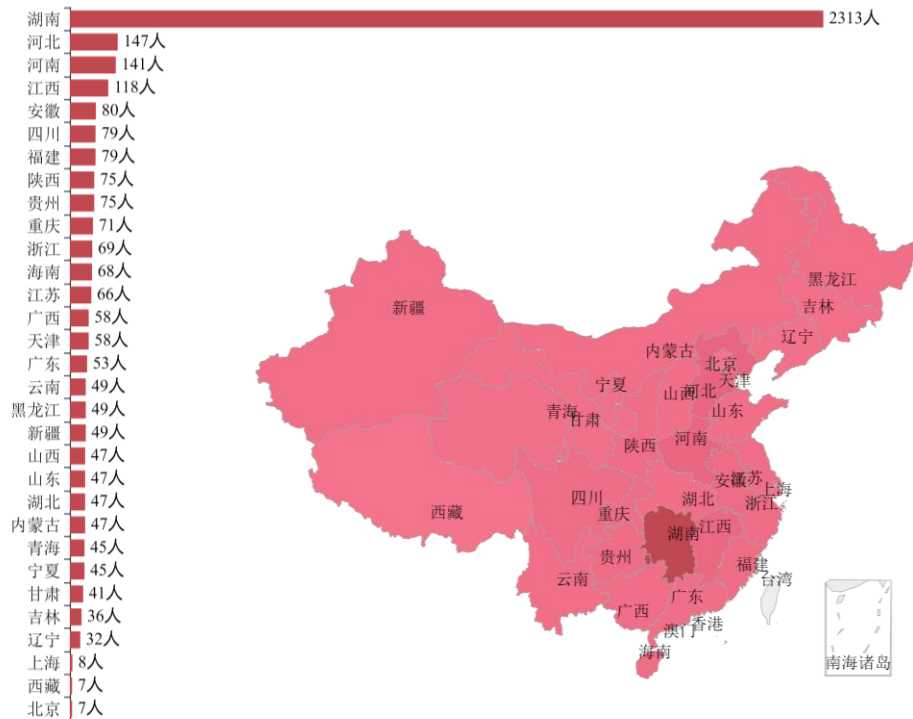 湖南 2313人
河北 147人
河南 141人
江西 118人
安徽 80人
四川 79人
福建 79人
陕西 75人
贵州 75人
重庆 71人
浙江 69人
海南 68人
江苏 66人
广西 58人
天津 58人
广东 53人
云南 49人
黑龙江 49人
新疆 49人
山西 47人
山东 47人
湖北 47人
内蒙古 47人
青海 45人
宁夏 45人
甘肃 41人
吉林 36人
辽宁 32人
上海 8人
西藏 7人
北京 7人
黑龙江
吉林
新疆
辽宁
内蒙古
北京
天津
宁夏
山西
河北
青海
甘肃
山东
陕西
河南
安徽
江苏
上海
四川
湖北
浙江
西藏
重庆
湖南
江西
贵州
福建
云南
台湾
广西
广东
香港
澳门
海南
南海诸岛